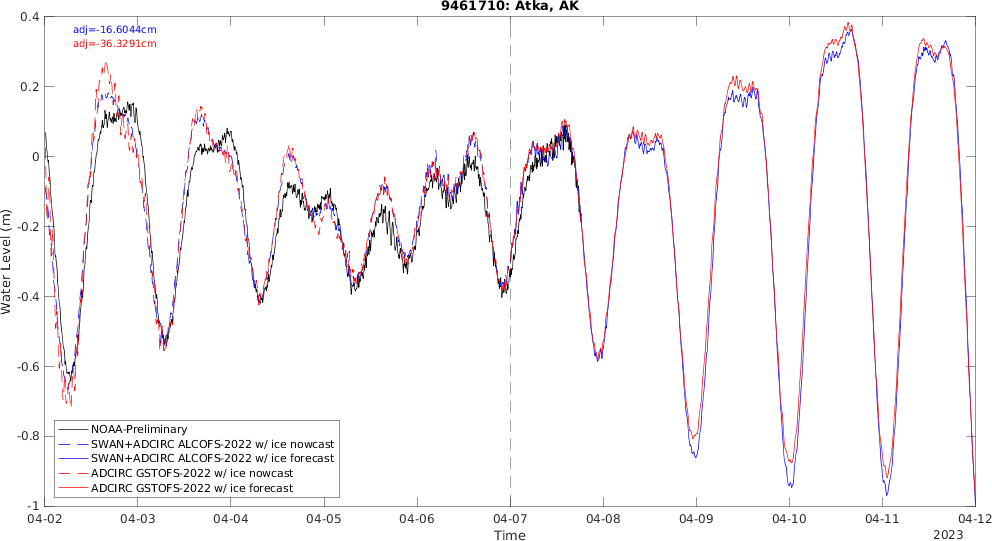 9461710: Atka, AK
adj=-16.6044cm
adj=-36.3291cm
Water Level (m)
0.4
0.2
0
-0.2
-0.4
-0.6
-0.8
-1
NOAA-Preliminary
SWAN+ADCIRC ALCOFS-2022 w/ ice nowcast
SWAN+ADCIRC ALCOFS-2022 w/ ice forecast
ADCIRC GSTOFS-2022 w/ ice nowcast
ADCIRC GSTOFS-2022 w/ ice forecast
04-02 04-03 04-04 04-05 04-06 04-07 04-08 04-09 04-10 04-11 04-12
Time
2023